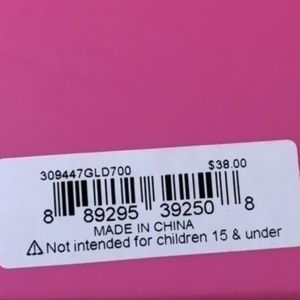 309447GLD700 $38.00
8 89295 39250 8
MADE IN CHINA
⚠ Not intended for children 15 & under